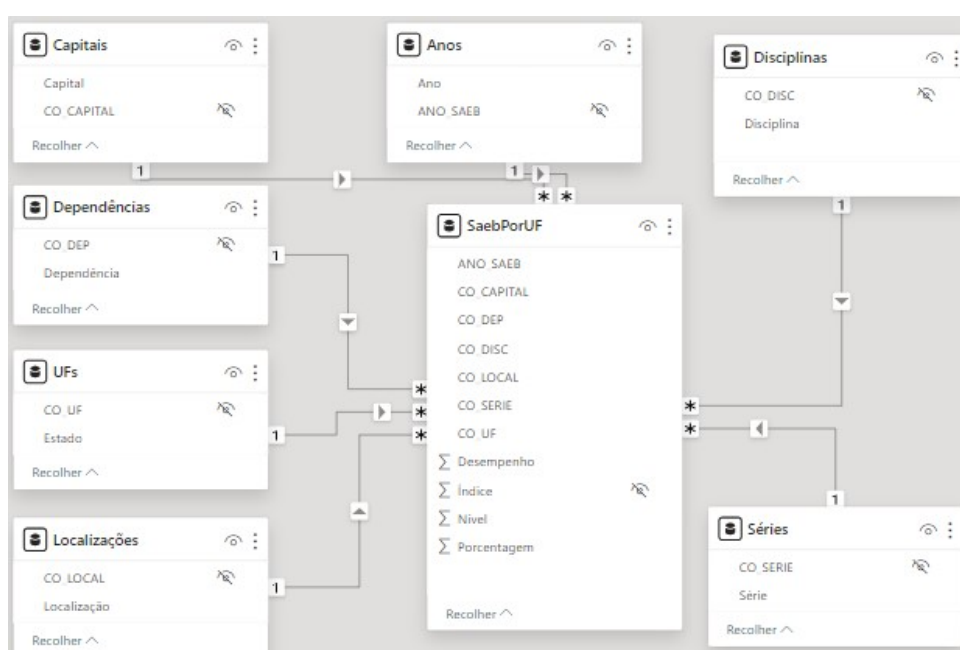 Capitais
Capital
CO_CAPITAL
Recolher
1
Anos
Ano
ANO_SAEB
Recolher
1
Disciplinas
CO_DISC
Disciplina
Recolher
1
Dependências
CO_DEP
Dependência
Recolher
1
UFs
CO_UF
Estado
Recolher
1
Localizações
CO_LOCAL
Localização
Recolher
1
* *
SaebPorUF
ANO_SAEB
CO_CAPITAL
CO_DEP
CO_DISC
CO_LOCAL
CO_SERIE
CO_UF
∑ Desempenho
∑ Índice
∑ Nivel
∑ Porcentagem
Recolher
*
*
*
*
*
1
Séries
CO_SERIE
Série
Recolher